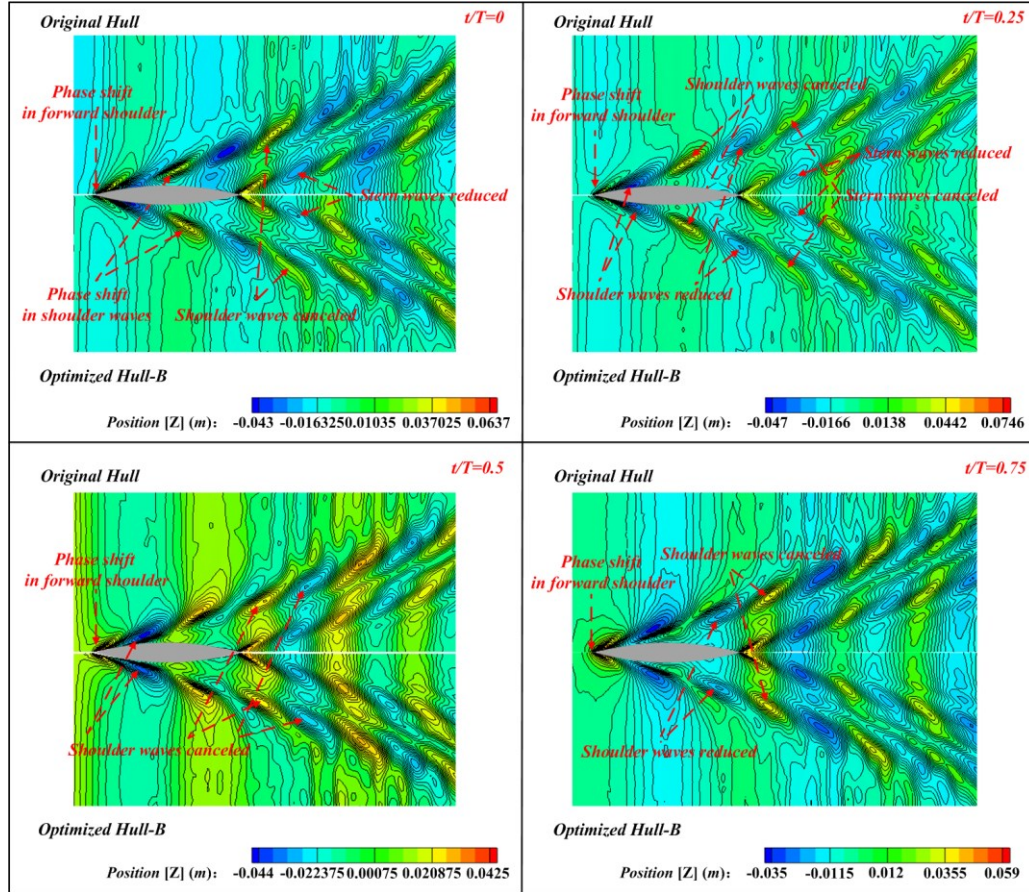 Original Hull
t/T=0
Phase shift
in forward shoulder
Stern waves reduced
Phase shift
in shoulder waves
Shoulder waves canceled
Optimized Hull-B
Position [Z] (m):
-0.043 -0.0163250.01035 0.037025 0.0637
Original Hull
t/T=0.25
Phase shift
in forward shoulder
Shoulder waves canceled
Stern waves reduced
Stern waves canceled
Shoulder waves reduced
Optimized Hull-B
Position [Z] (m):
-0.047 -0.0166 0.0138 0.0442 0.0746
Original Hull
t/T=0.5
Phase shift
in forward shoulder
Shoulder waves canceled
Optimized Hull-B
Position [Z] (m):
-0.044 -0.022375 0.00075 0.020875 0.0425
Original Hull
t/T=0.75
Phase shift
in forward shoulder
Shoulder waves canceled
Shoulder waves reduced
Optimized Hull-B
Position [Z] (m):
-0.035 -0.0115 0.012 0.0355 0.059